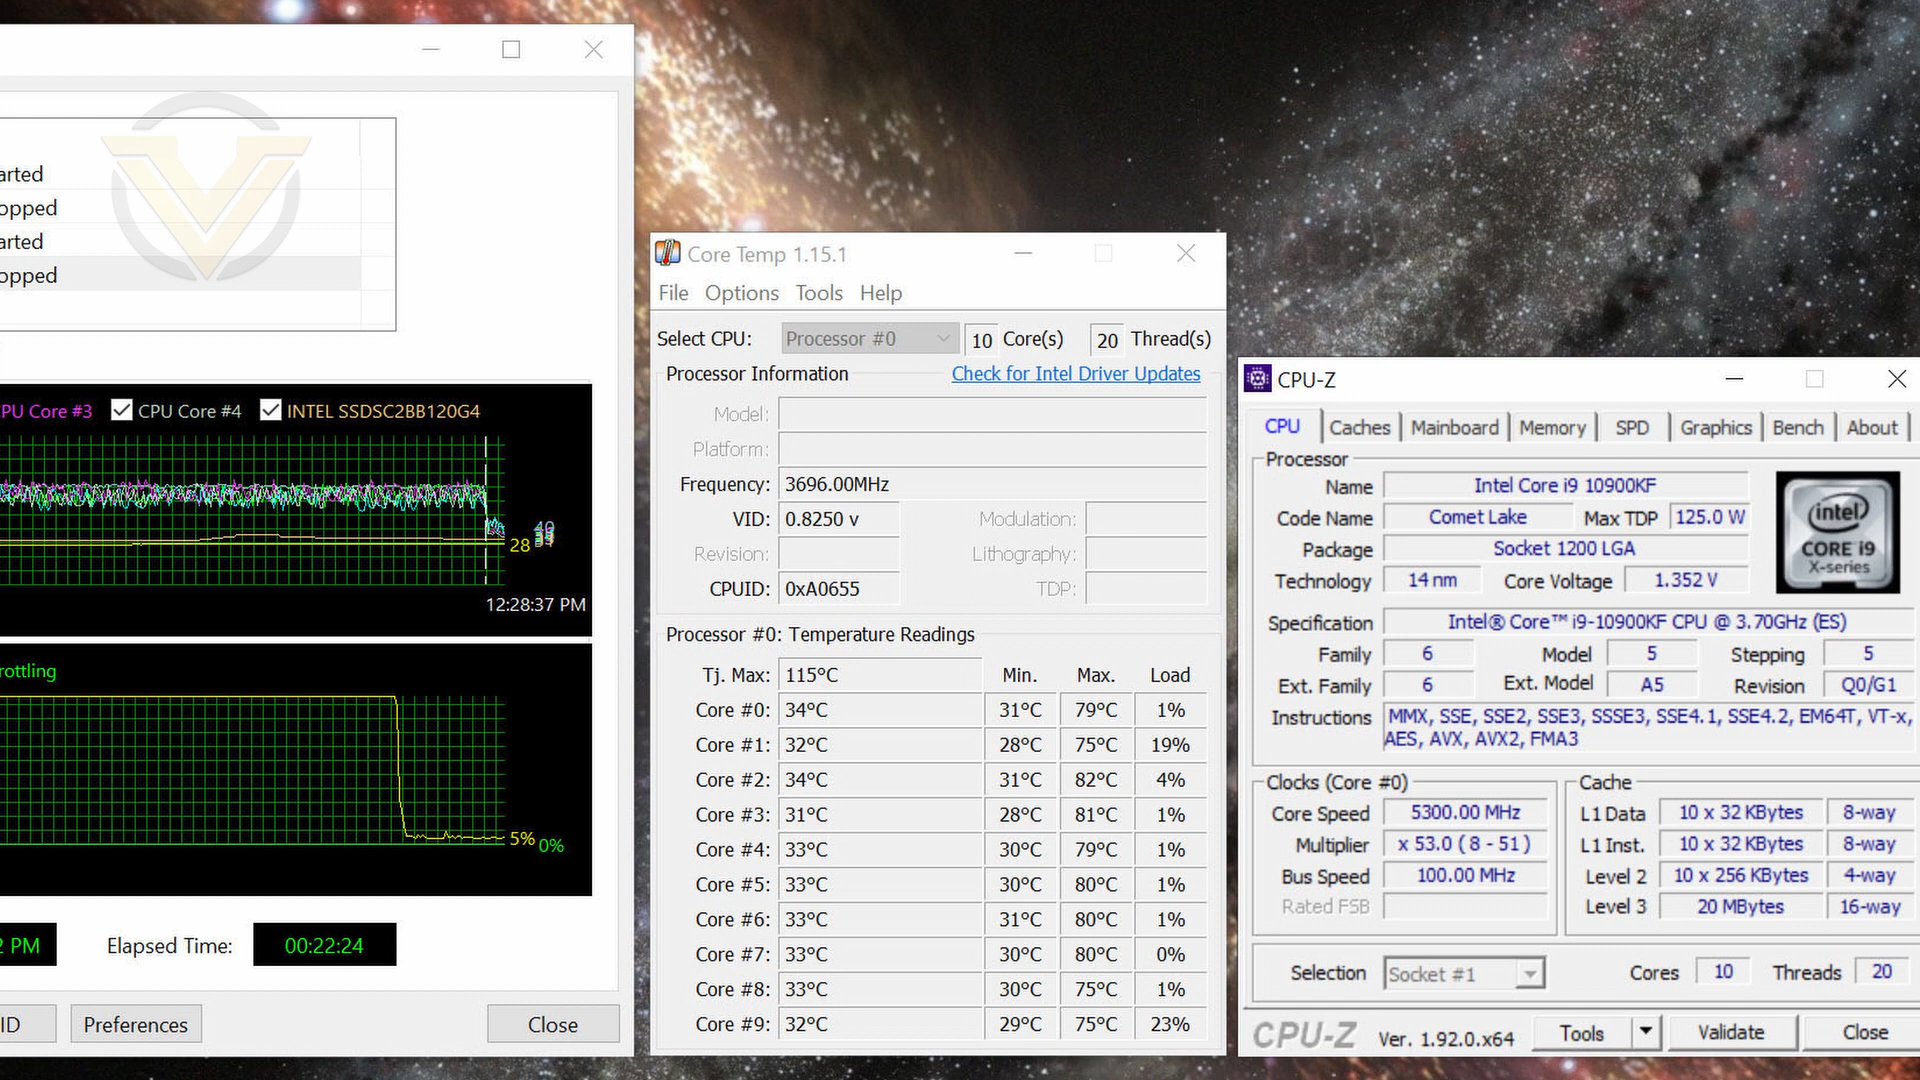 arted
opped
arted
opped
PU Core #3 CPU Core #4 INTEL SSDSC2BB120G4
40
28
12:28:37 PM
rottling
5% 0%
2 PM Elapsed Time: 00:22:24
ID Preferences Close
Core Temp 1.15.1
File Options Tools Help
Select CPU: Processor #0 10 Core(s) 20 Thread(s)
Processor Information Check for Intel Driver Updates
Model:
Platform:
Frequency: 3696.00MHz
VID: 0.8250 v Modulation:
Revision: Lithography:
CPUID: 0xA0655 TDP:
Processor #0: Temperature Readings
Tj. Max: 115°C Min. Max. Load
Core #0: 34°C 31°C 79°C 1%
Core #1: 32°C 28°C 75°C 19%
Core #2: 34°C 31°C 82°C 4%
Core #3: 31°C 28°C 81°C 1%
Core #4: 33°C 30°C 79°C 1%
Core #5: 33°C 30°C 80°C 1%
Core #6: 33°C 31°C 80°C 1%
Core #7: 33°C 30°C 80°C 0%
Core #8: 33°C 30°C 75°C 1%
Core #9: 32°C 29°C 75°C 23%
CPU-Z
CPU Caches Mainboard Memory SPD Graphics Bench About
Processor
Name Intel Core i9 10900KF
Code Name Comet Lake Max TDP 125.0 W
Package Socket 1200 LGA
Technology 14 nm Core Voltage 1.352 V
intel
CORE i9
X-series
Specification Intel® Core™ i9-10900KF CPU @ 3.70GHz (ES)
Family 6 Model 5 Stepping 5
Ext. Family 6 Ext. Model A5 Revision Q0/G1
Instructions MMX, SSE, SSE2, SSE3, SSSE3, SSE4.1, SSE4.2, EM64T, VT-x,
AES, AVX, AVX2, FMA3
Clocks (Core #0)
Core Speed 5300.00 MHz
Multiplier x 53.0 ( 8 - 51 )
Bus Speed 100.00 MHz
Rated FSB
Cache
L1 Data 10 x 32 KBytes 8-way
L1 Inst. 10 x 32 KBytes 8-way
Level 2 10 x 256 KBytes 4-way
Level 3 20 MBytes 16-way
Selection Socket #1 Cores 10 Threads 20
CPU-Z Ver. 1.92.0.x64 Tools Validate Close